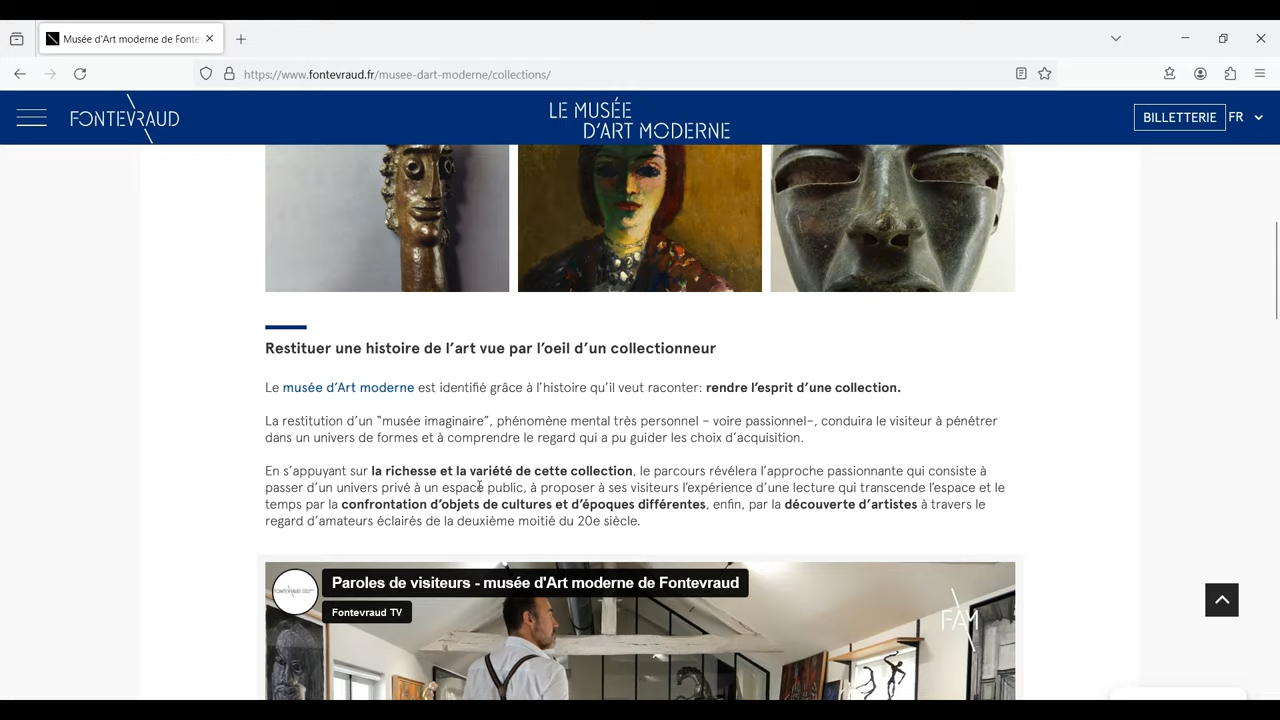 Musée d'Art moderne de Fonte
https://www.fontevraud.fr/musee-dart-moderne/collections/
FONTEVRAUD
LE MUSÉE
D'ART MODERNE
BILLETTERIE
FR
Restituer une histoire de l'art vue par l'oeil d'un collectionneur
Le musée d'Art moderne est identifié grâce à l'histoire qu'il veut raconter: rendre l'esprit d'une collection.
La restitution d'un "musée imaginaire", phénomène mental très personnel – voire passionnel–, conduira le visiteur à pénétrer
dans un univers de formes et à comprendre le regard qui a pu guider les choix d'acquisition.
En s'appuyant sur la richesse et la variété de cette collection, le parcours révélera l'approche passionnante qui consiste à
passer d'un univers privé à un espace public, à proposer à ses visiteurs l'expérience d'une lecture qui transcende l'espace et le
temps par la confrontation d'objets de cultures et d'époques différentes, enfin, par la découverte d'artistes à travers le
regard d'amateurs éclairés de la deuxième moitié du 20e siècle.
Paroles de visiteurs - musée d'Art moderne de Fontevraud
Fontevraud TV
FAM